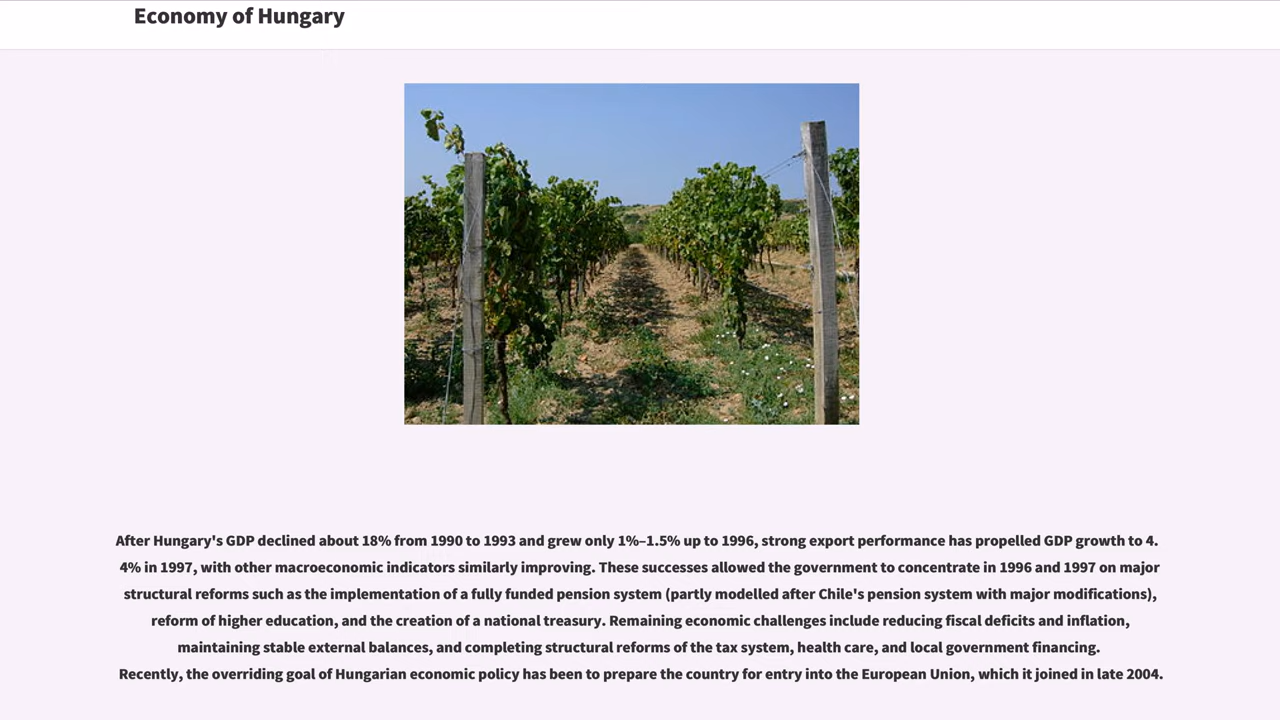 Economy of Hungary
After Hungary's GDP declined about 18% from 1990 to 1993 and grew only 1%–1.5% up to 1996, strong export performance has propelled GDP growth to 4.
4% in 1997, with other macroeconomic indicators similarly improving. These successes allowed the government to concentrate in 1996 and 1997 on major
structural reforms such as the implementation of a fully funded pension system (partly modelled after Chile's pension system with major modifications),
reform of higher education, and the creation of a national treasury. Remaining economic challenges include reducing fiscal deficits and inflation,
maintaining stable external balances, and completing structural reforms of the tax system, health care, and local government financing.
Recently, the overriding goal of Hungarian economic policy has been to prepare the country for entry into the European Union, which it joined in late 2004.